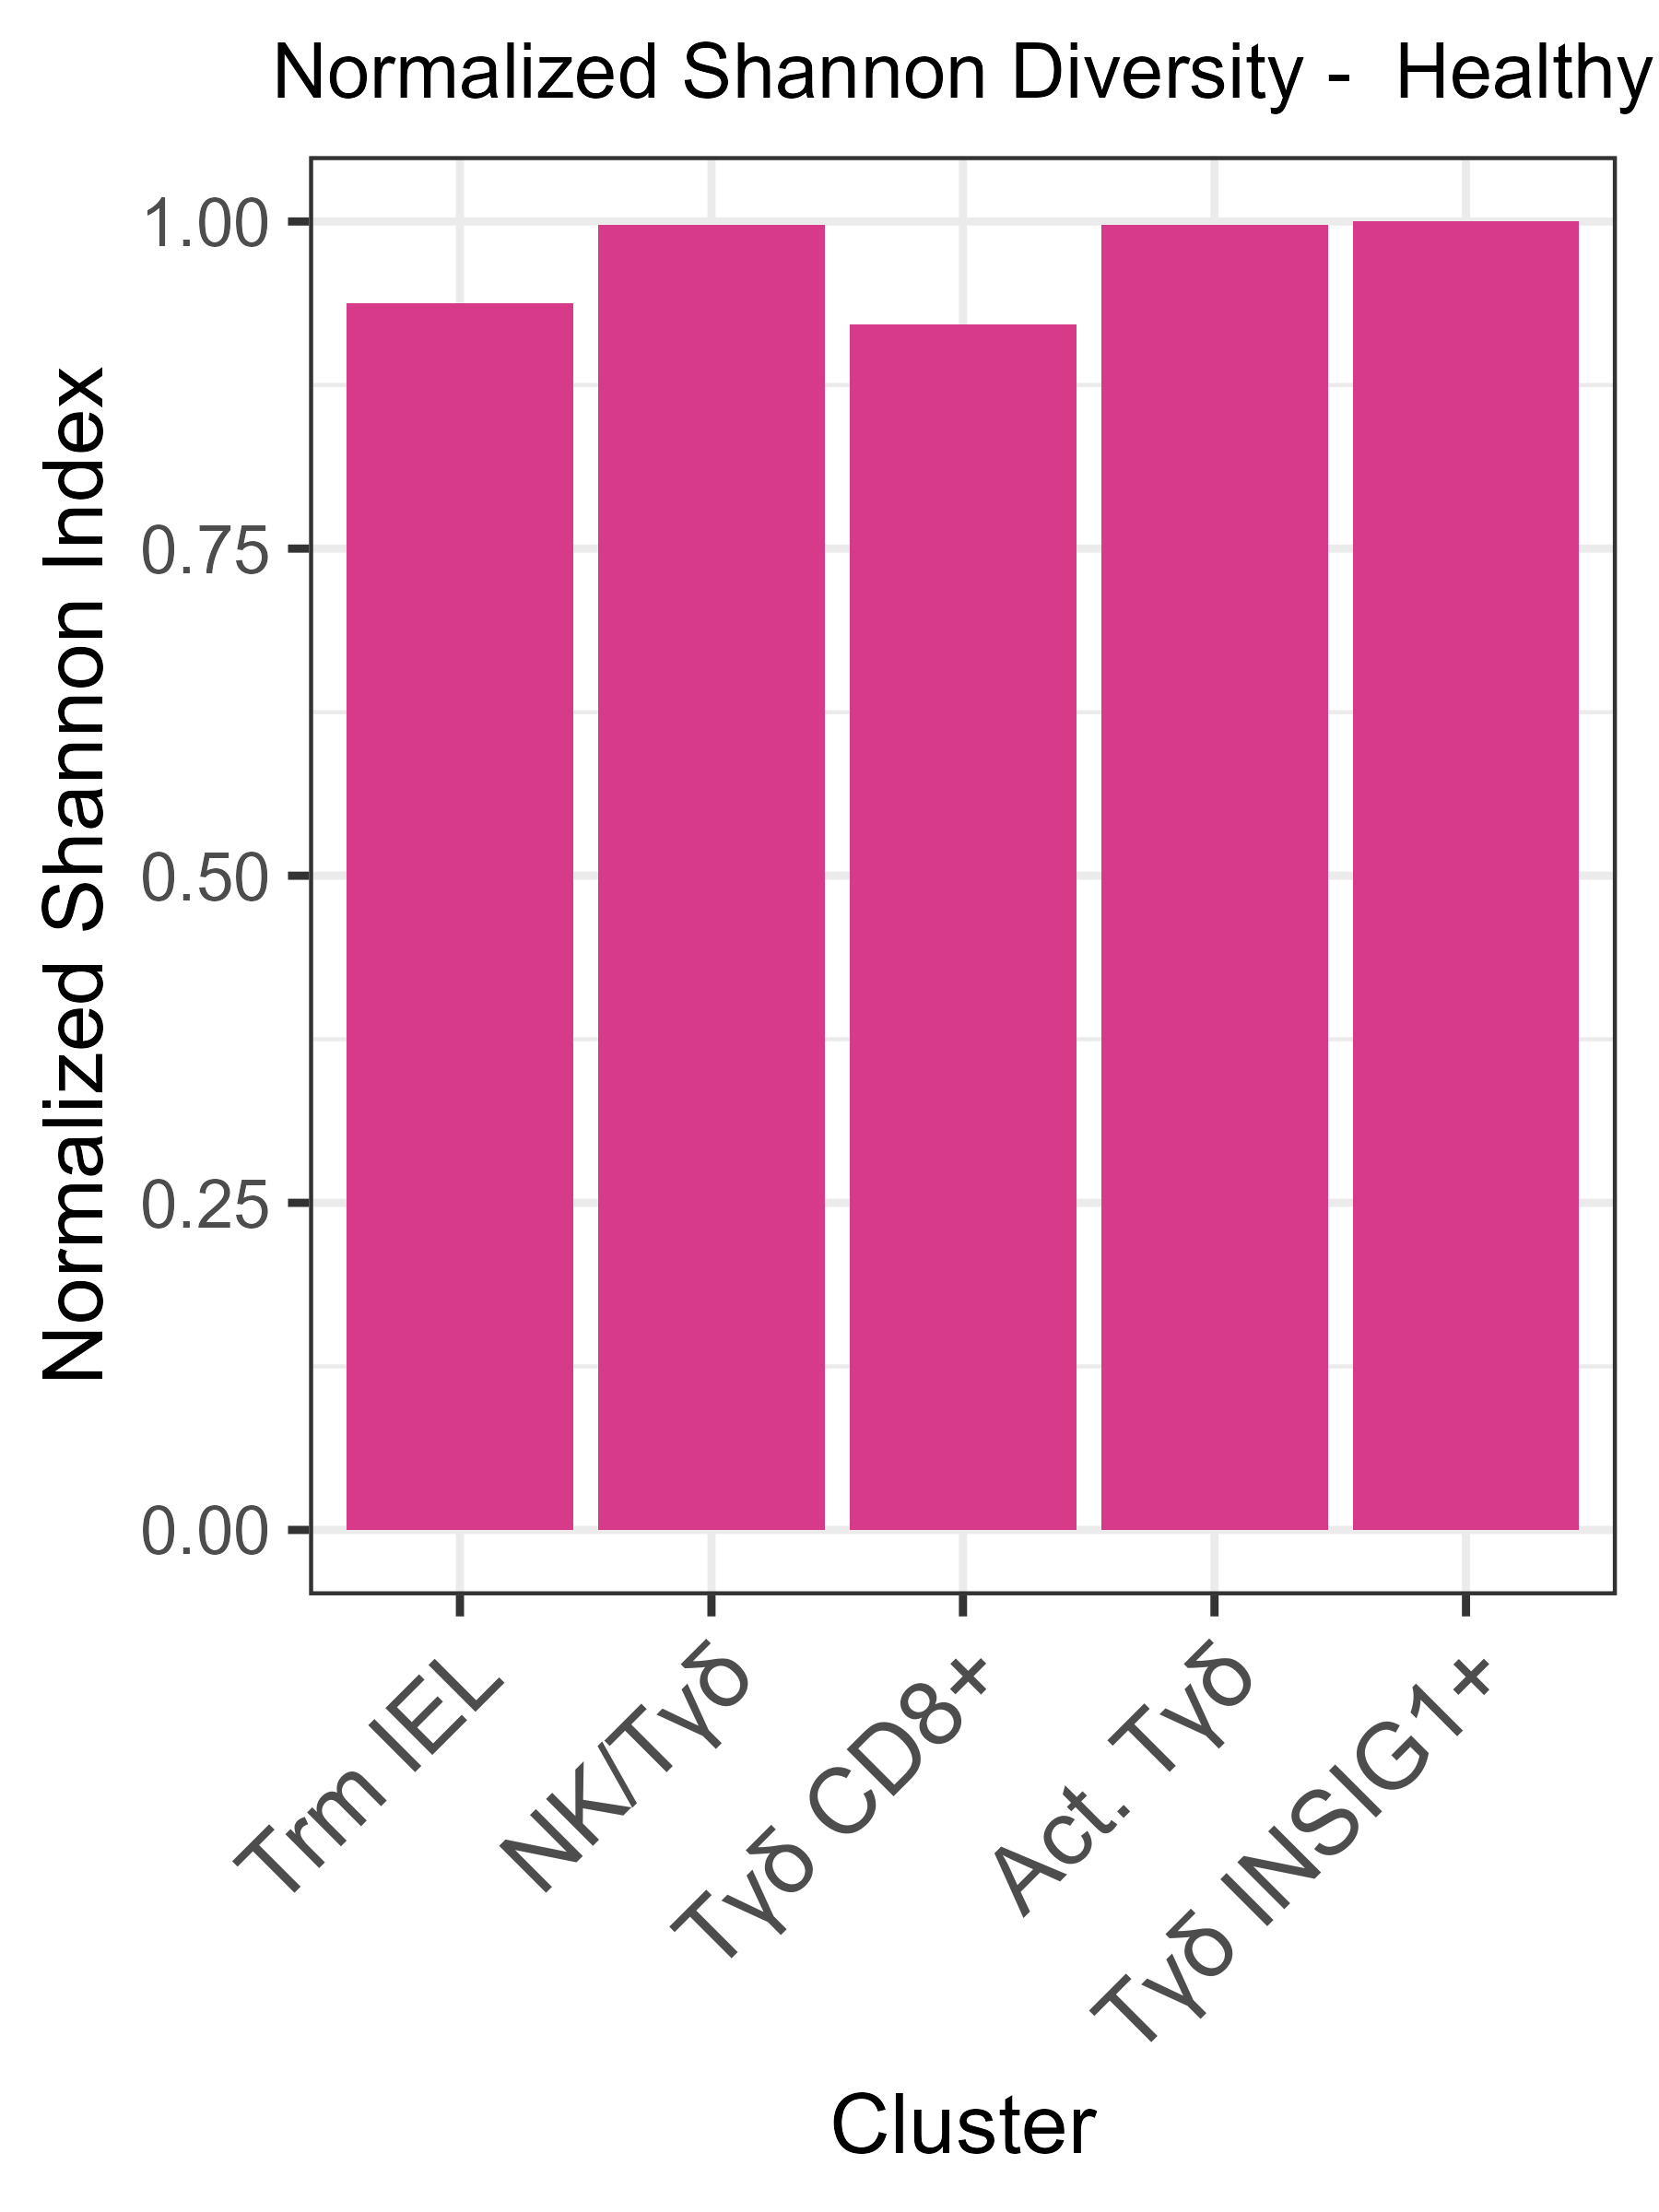 Normalized Shannon Diversity -  Healthy
Normalized Shannon Index
1.00
0.75
0.50
0.25
0.00
Trm IEL
NK/Tγδ
Tγδ CD8+
Act. Tγδ
Tγδ INSIG1+
Cluster